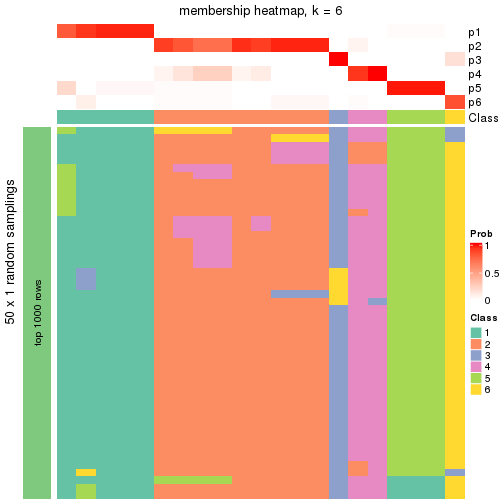 membership heatmap, k = 6
p1
p2
p3
p4
p5
p6
Class
50 x 1 random samplings
top 1000 rows
Prob
1
0.5
0
Class
1
2
3
4
5
6